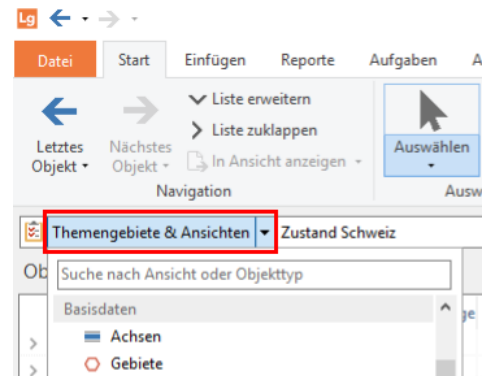 Lg
Datei Start Einfügen Reporte Aufgaben A
Liste erweitern
Liste zuklappen
In Ansicht anzeigen
Letztes Objekt
Nächstes Objekt
Auswählen
Navigation Ausw
Themengebiete & Ansichten Zustand Schweiz
Ob
Suche nach Ansicht oder Objekttyp
Basisdaten
ge
Achsen
Gebiete